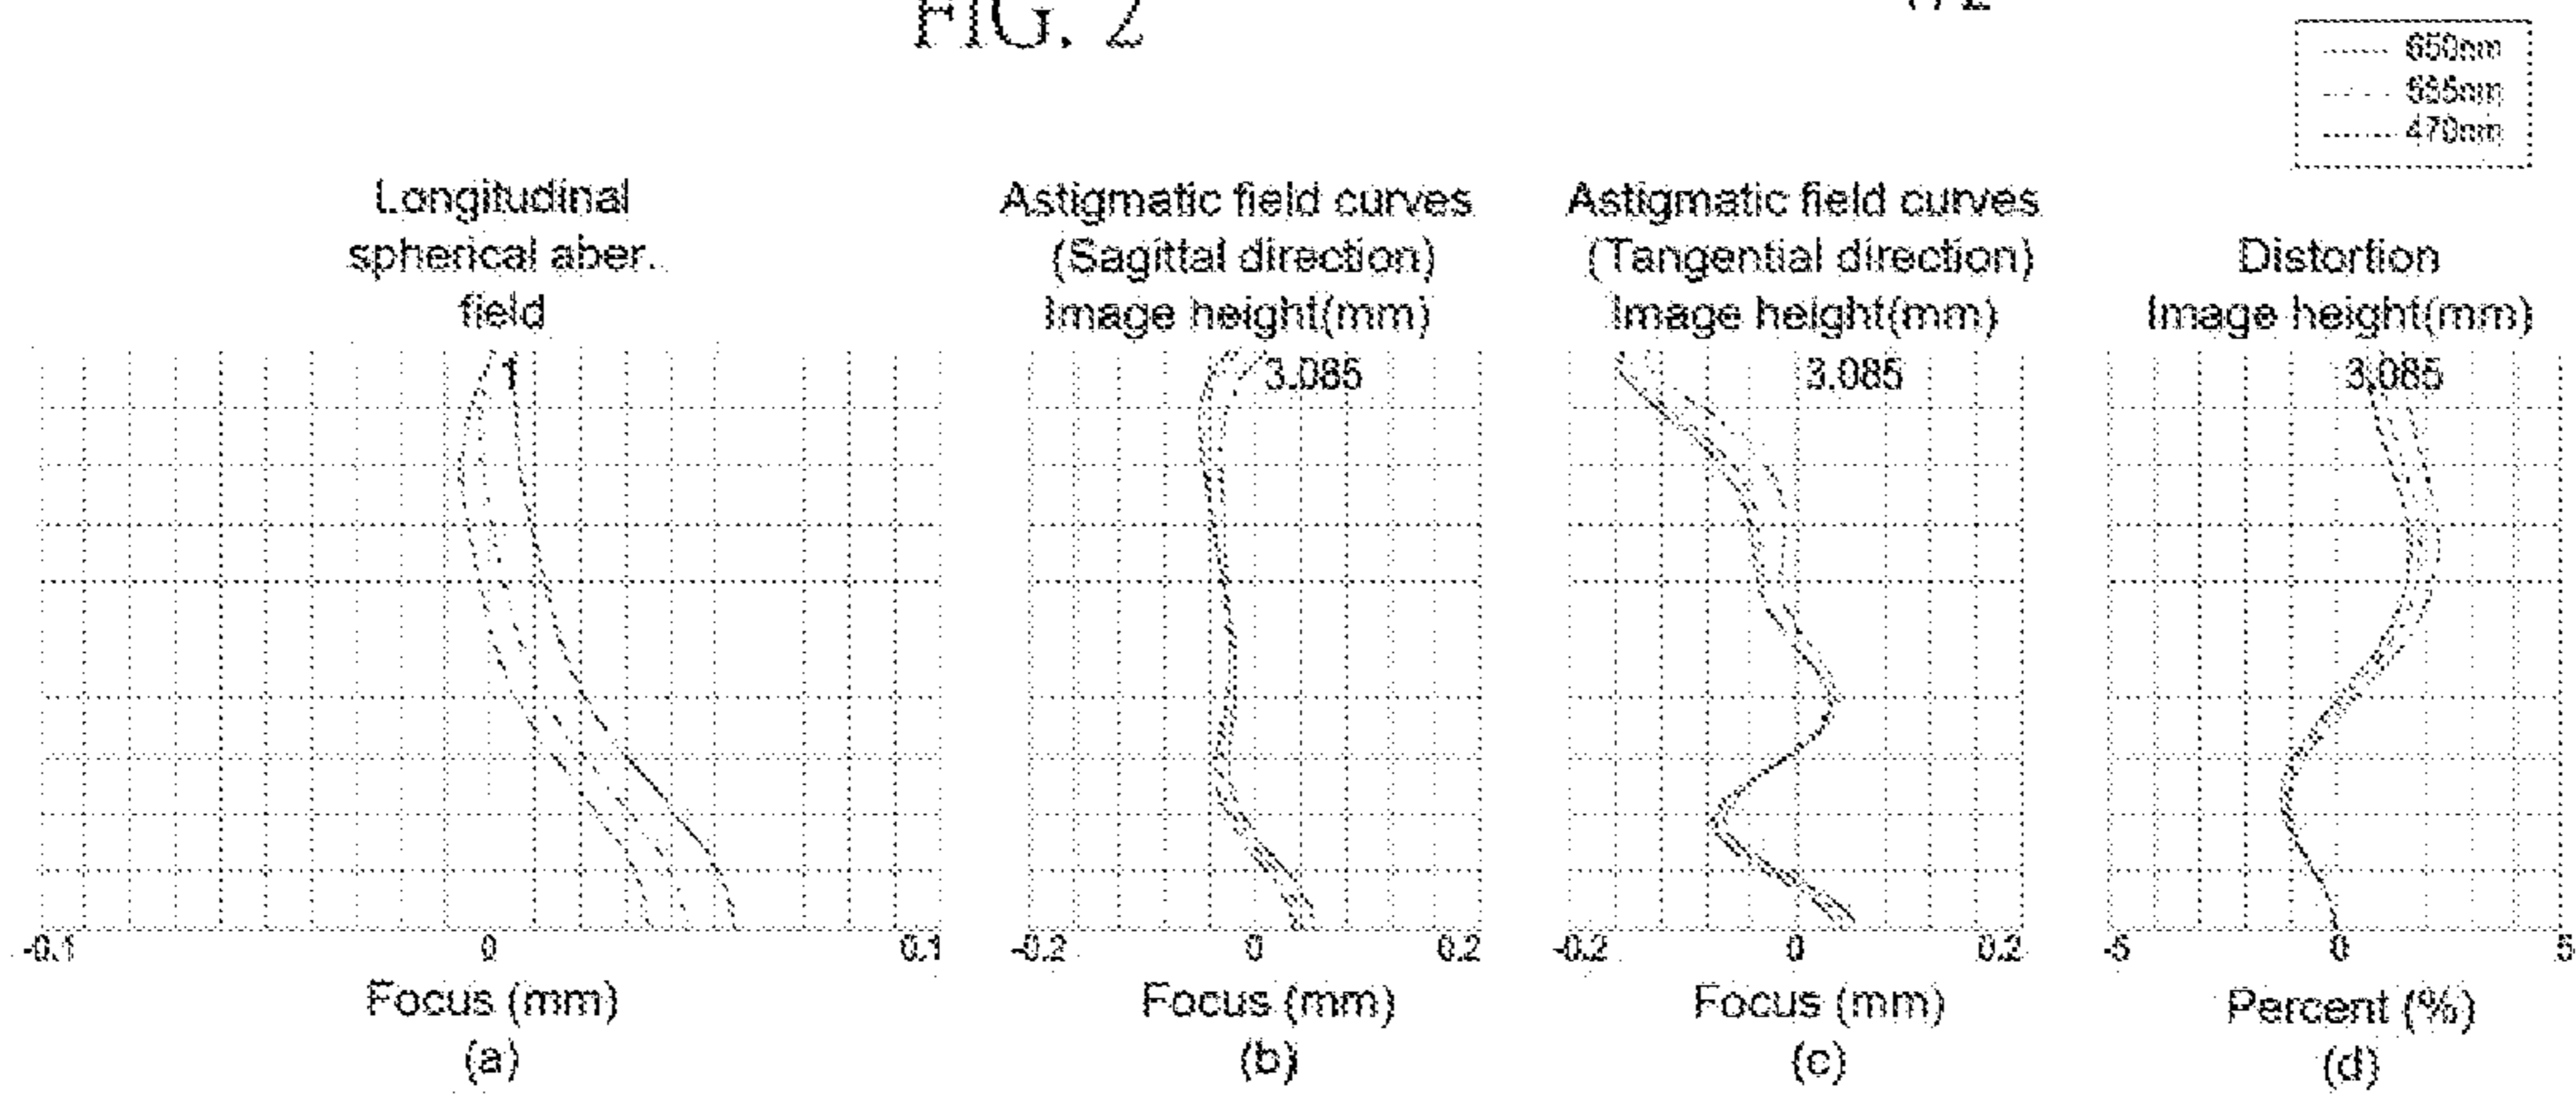 FIG. 2
650nm
470nm
Longitudinal
spherical aber.
field
1
-0.1 0 0.1
Focus (mm)
(a)
Astigmatic field curves
(Sagittal direction)
Image height(mm)
3.085
-0.2 0 0.2
Focus (mm)
(b)
Astigmatic field curves
(Tangential direction)
Image height(mm)
3.085
-0.2 0 0.2
Focus (mm)
(c)
Distortion
Image height(mm)
3.085
-5 0 5
Percent (%)
(d)